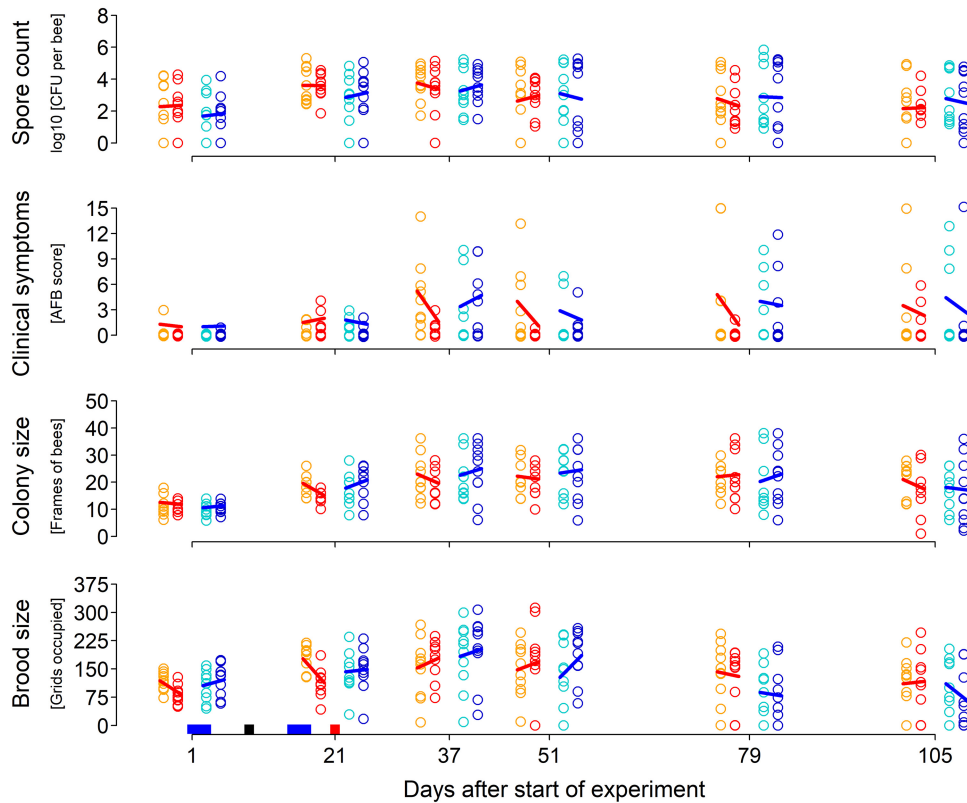 Spore count
log10 [CFU per bee]
8
6
4
2
0
Clinical symptoms
[AFB score]
15
12
9
6
3
0
Colony size
[Frames of bees]
50
40
30
20
10
0
Brood size
[Grids occupied]
375
300
225
150
75
0
1 21 37 51 79 105
Days after start of experiment